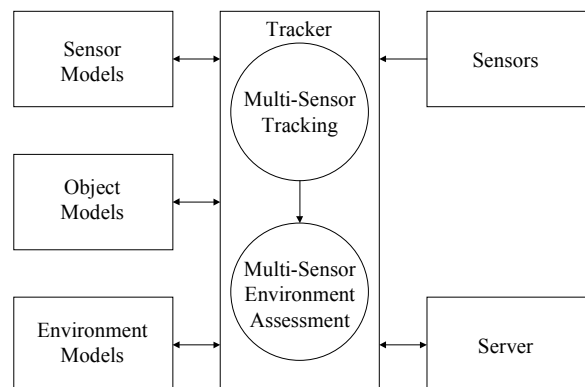 Sensor
Models
Tracker
Sensors
Multi-Sensor
Tracking
Object
Models
Multi-Sensor
Environment
Assessment
Environment
Models
Server